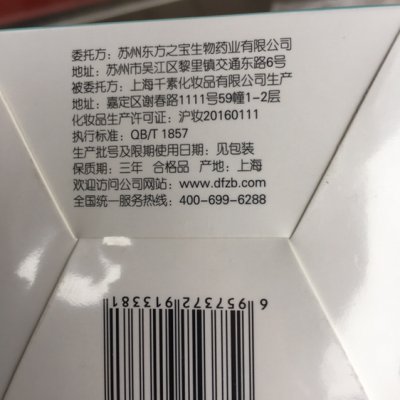 委托方：苏州东方之宝生物药业有限公司
地址：苏州市吴江区黎里镇交通东路6号
被委托方：上海千素化妆品有限公司生产
地址：嘉定区谢春路1111号59幢1-2层
化妆品生产许可证：沪妆20160111
执行标准：QB/T 1857
生产批号及限期使用日期：见包装
保质期：三年 合格品 产地：上海
欢迎访问公司网站：www.dfzb.com
全国统一服务热线：400-699-6288
6957372913381